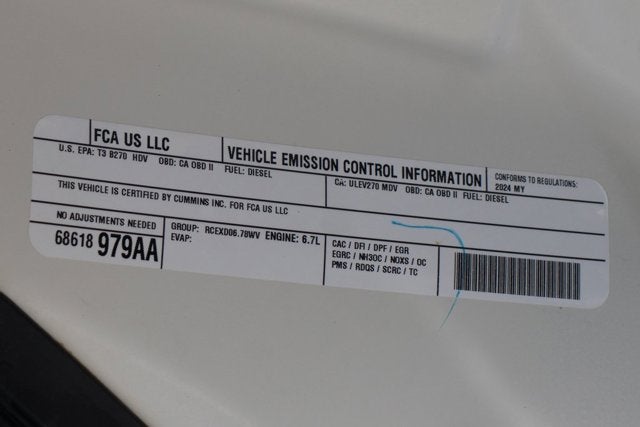 FCA US LLC
VEHICLE EMISSION CONTROL INFORMATION
CONFORMS TO REGULATIONS:
2024 MY
U.S. EPA: T3 B270 HDV OBD: CA OBD II FUEL: DIESEL
CA: ULEV270 MDV OBD: CA OBD II FUEL: DIESEL
THIS VEHICLE IS CERTIFIED BY CUMMINS INC. FOR FCA US LLC
NO ADJUSTMENTS NEEDED
68618 979AA
GROUP: RCEXD06.78WV ENGINE: 6.7L
EVAP:
CAC / DFI / DPF / EGR
EGRC / NH3OC / NOXS / OC
PMS / RDQS / SCRC / TC